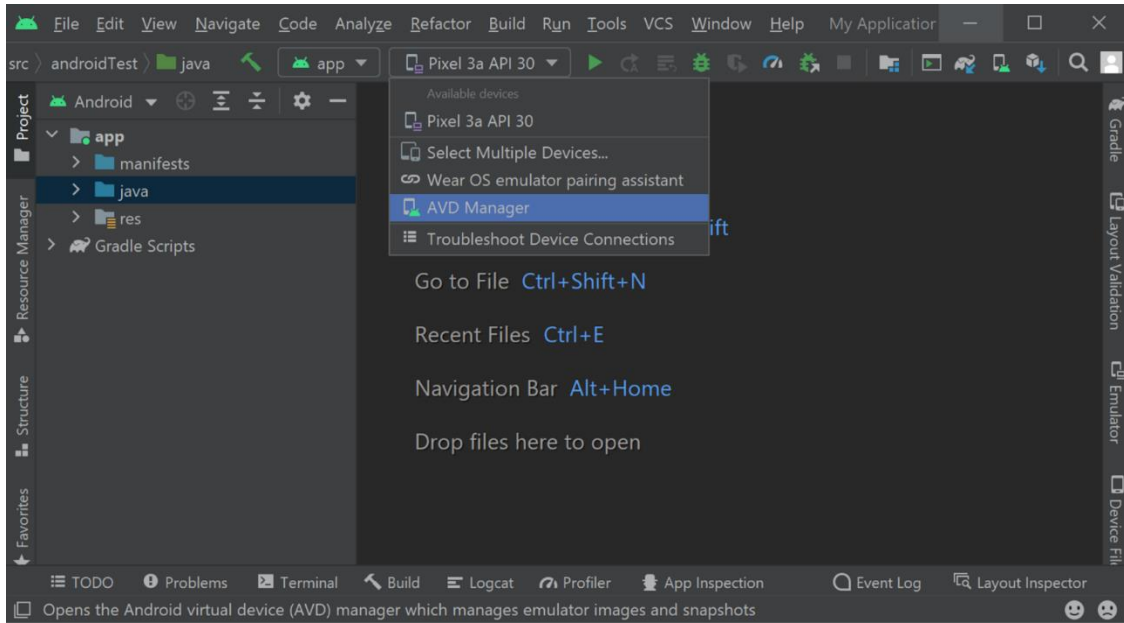 File Edit View Navigate Code Analyze Refactor Build Run Tools VCS Window Help My Applicatior
src androidTest java app Pixel 3a API 30
Project
Resource Manager
Structure
Favorites
Android
app
manifests
java
res
Gradle Scripts
Available devices
Pixel 3a API 30
Select Multiple Devices...
Wear OS emulator pairing assistant
AVD Manager
Troubleshoot Device Connections
ift
Go to File Ctrl+Shift+N
Recent Files Ctrl+E
Navigation Bar Alt+Home
Drop files here to open
Gradle
Layout Validation
Emulator
Device File
TODO Problems Terminal Build Logcat Profiler App Inspection Event Log Layout Inspector
Opens the Android virtual device (AVD) manager which manages emulator images and snapshots